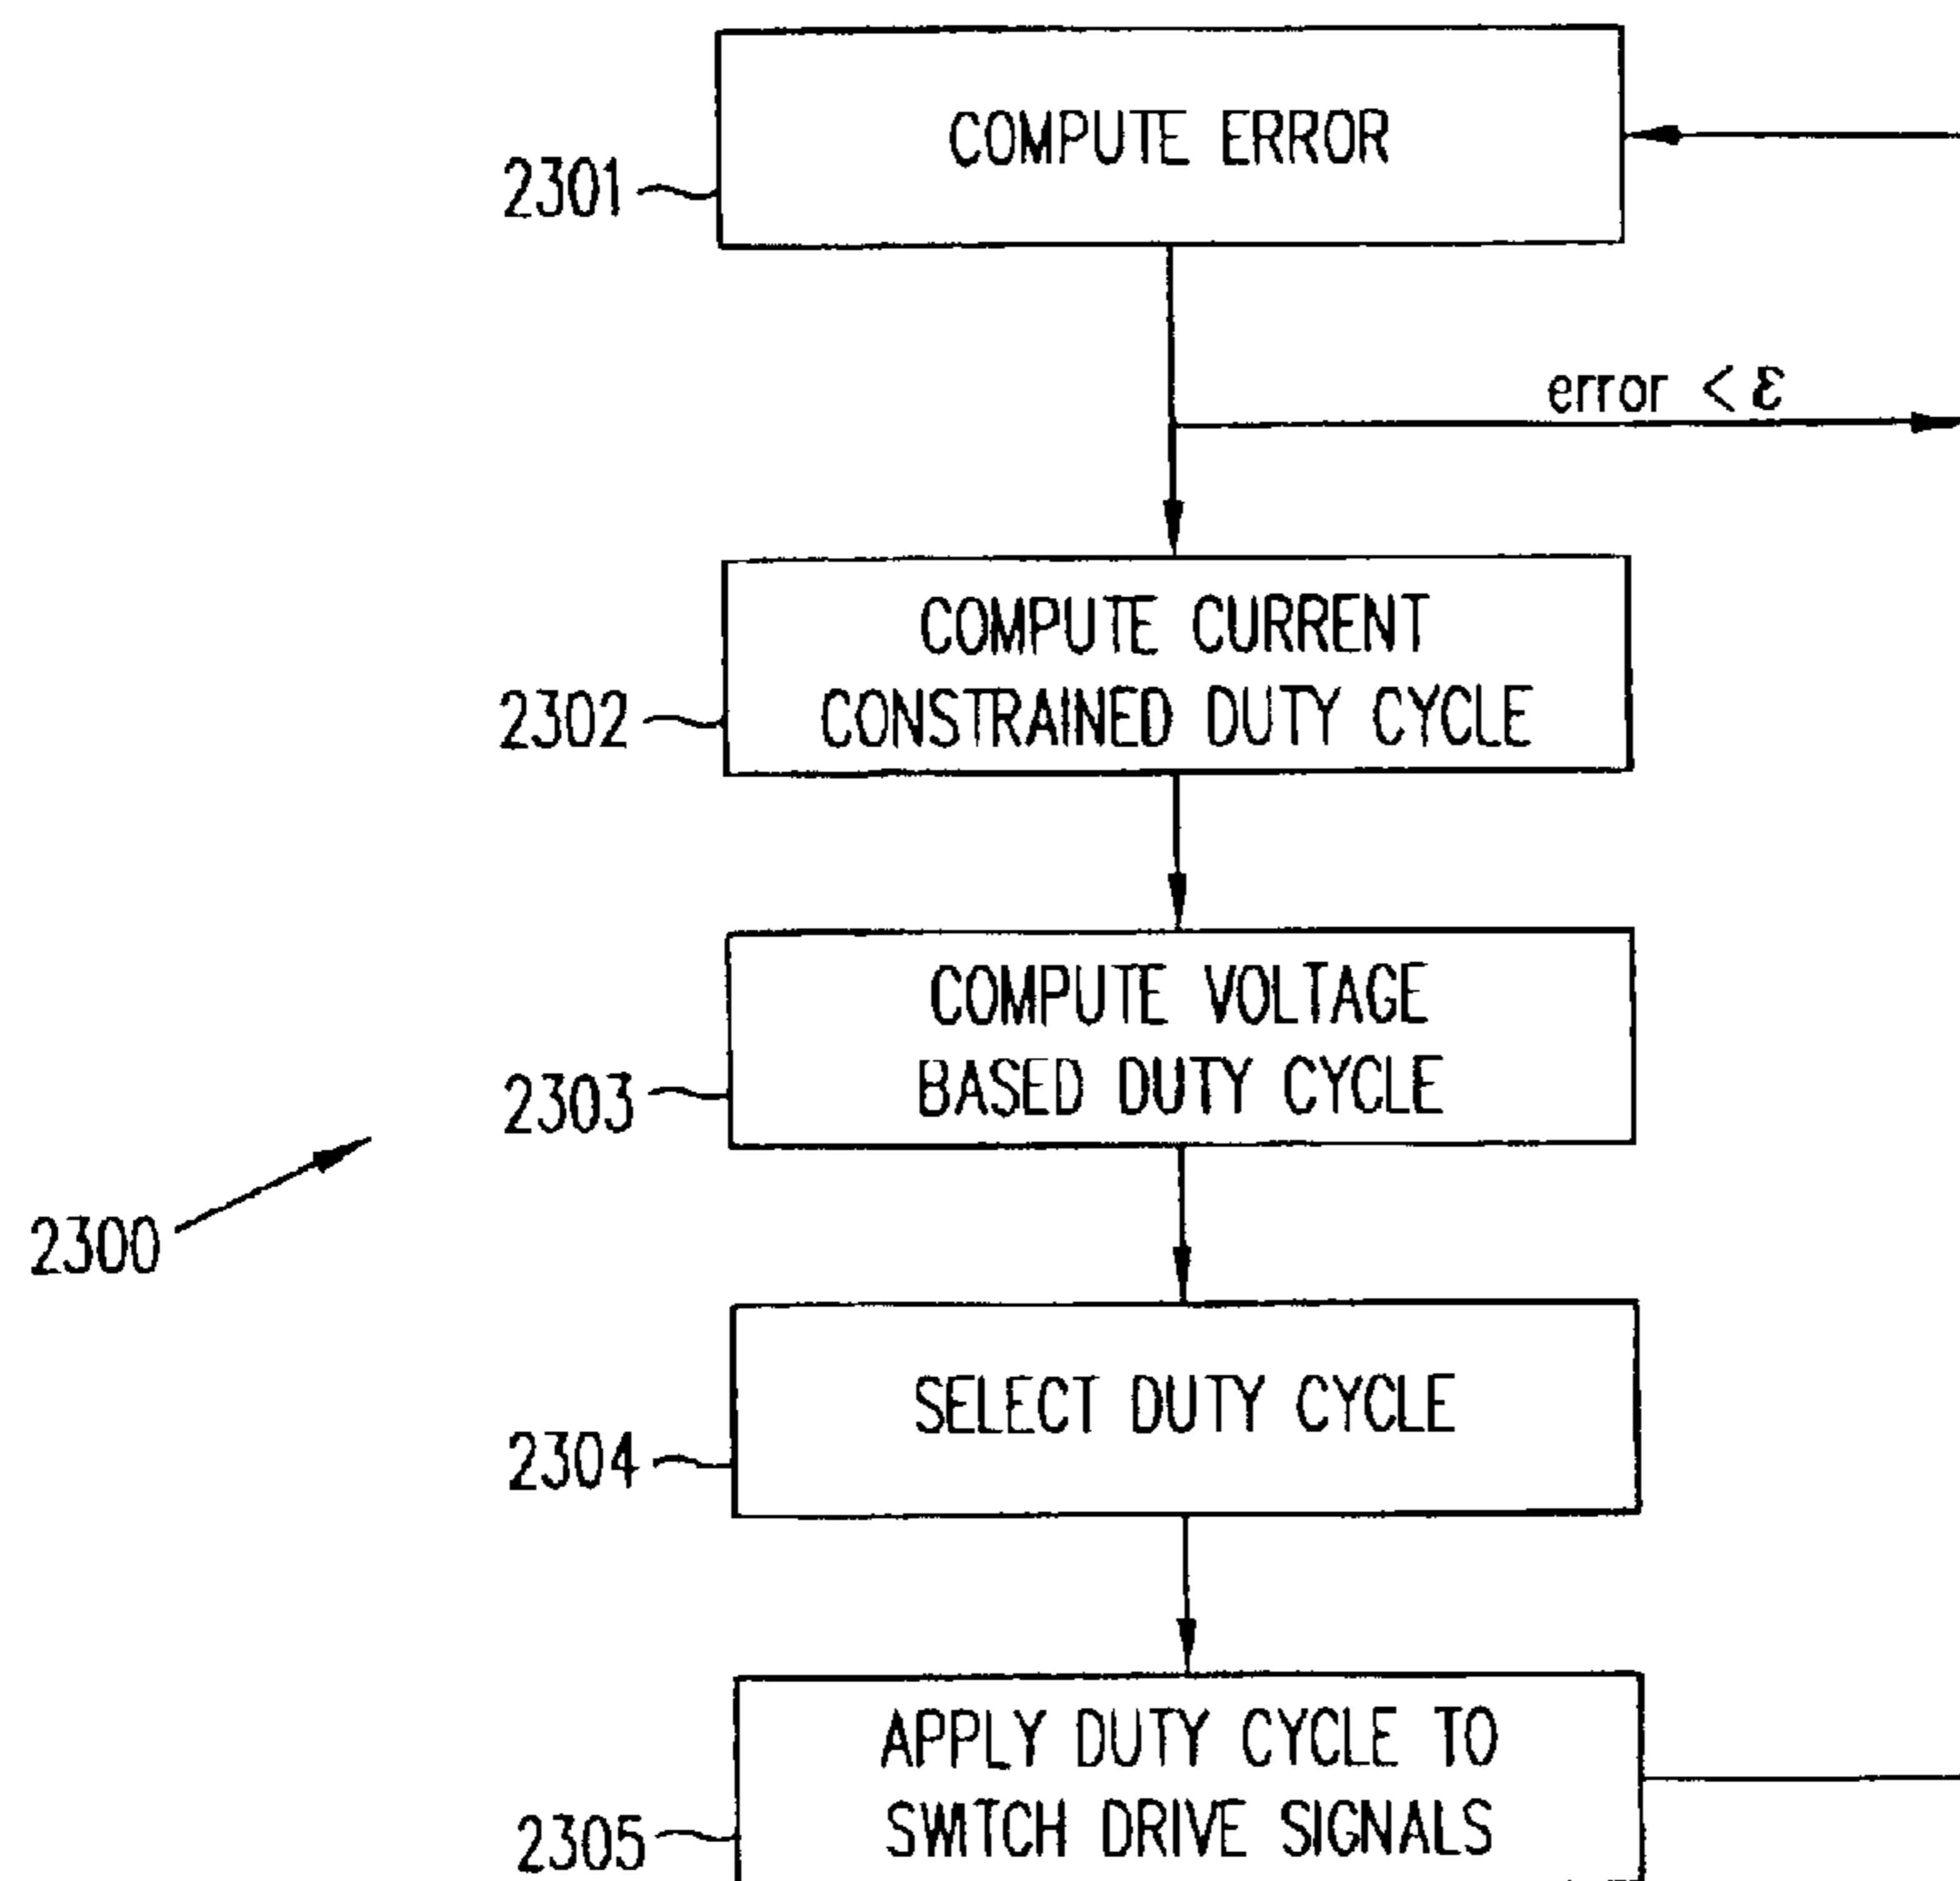 COMPUTE ERROR
2301
error < ε
COMPUTE CURRENT
CONSTRAINED DUTY CYCLE
2302
COMPUTE VOLTAGE
BASED DUTY CYCLE
2303
2300
SELECT DUTY CYCLE
2304
APPLY DUTY CYCLE TO
SWITCH DRIVE SIGNALS
2305